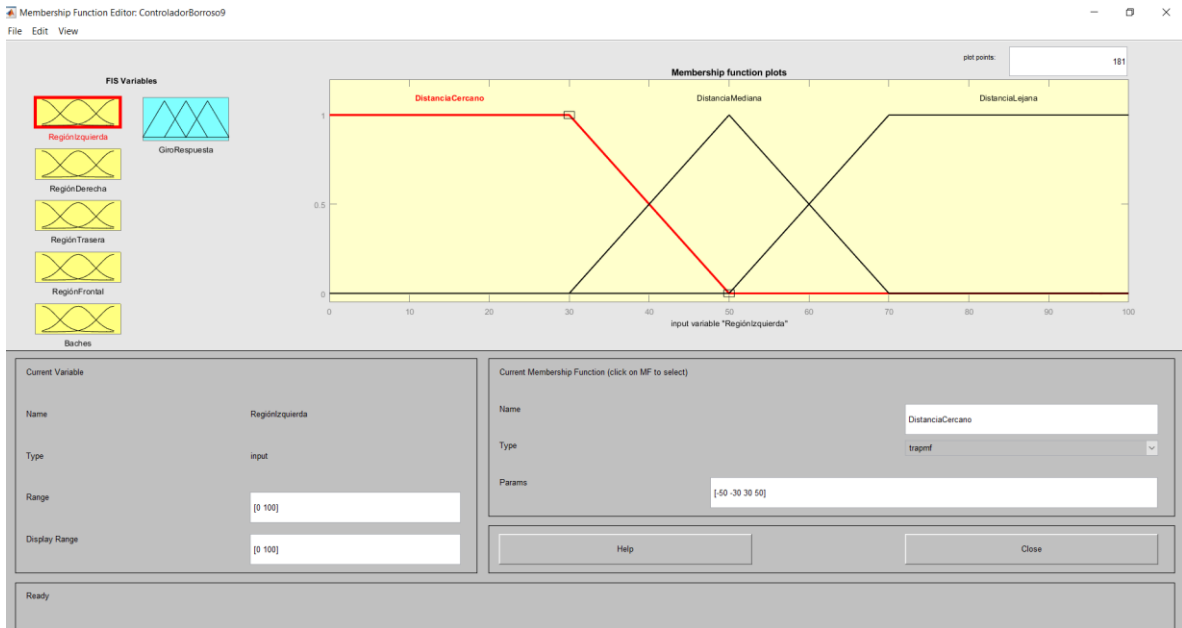 Membership Function Editor: ControladorBorroso9
File Edit View
FIS Variables
RegiónIzquierda
GiroRespuesta
RegiónDerecha
RegiónTrasera
RegiónFrontal
Baches
plot points:
181
Membership function plots
DistanciaCercano
DistanciaMediana
DistanciaLejana
1
0.5
0
0 10 20 30 40 50 60 70 80 90 100
input variable "RegiónIzquierda"
Current Variable
Name
RegiónIzquierda
Type
input
Range
[0 100]
Display Range
[0 100]
Current Membership Function (click on MF to select)
Name
DistanciaCercano
Type
trapmf
Params
[-50 -30 30 50]
Help
Close
Ready